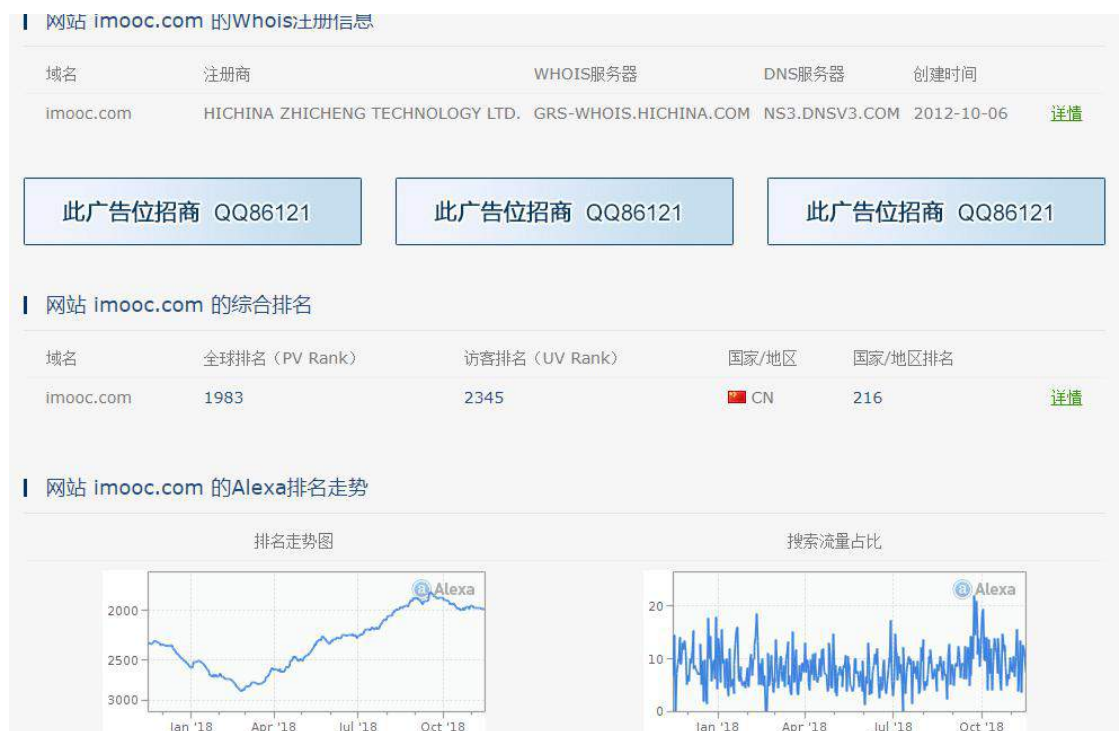 网站 imooc.com 的Whois注册信息
域名 注册商 WHOIS服务器 DNS服务器 创建时间
imooc.com HICHINA ZHICHENG TECHNOLOGY LTD. GRS-WHOIS.HICHINA.COM NS3.DNSV3.COM 2012-10-06 详情
此广告位招商 QQ86121 此广告位招商 QQ86121 此广告位招商 QQ86121
网站 imooc.com 的综合排名
域名 全球排名（PV Rank） 访客排名（UV Rank） 国家/地区 国家/地区排名
imooc.com 1983 2345 CN 216 详情
网站 imooc.com 的Alexa排名走势
排名走势图 搜索流量占比
a Alexa a Alexa
2000 20
2500 10
3000 0
Jan '18 Apr '18 Jul '18 Oct '18 Jan '18 Apr '18 Jul '18 Oct '18